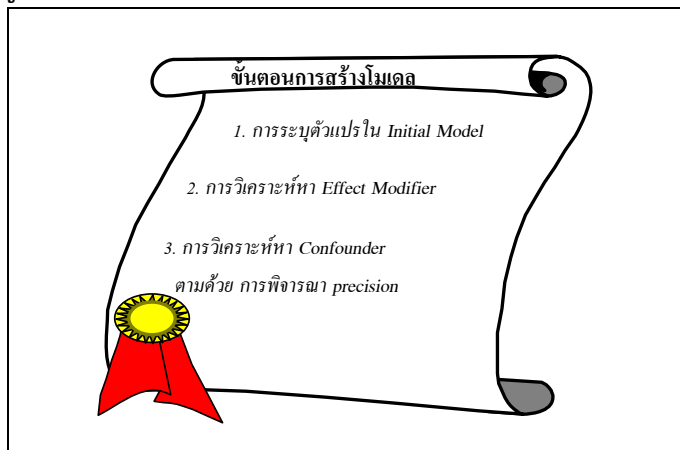 ขั้นตอนการสร้างโมเดล
1. การระบุตัวแปรใน Initial Model
2. การวิเคราะห์หา Effect Modifier
3. การวิเคราะห์หา Confounder
ตามด้วย การพิจารณา precision